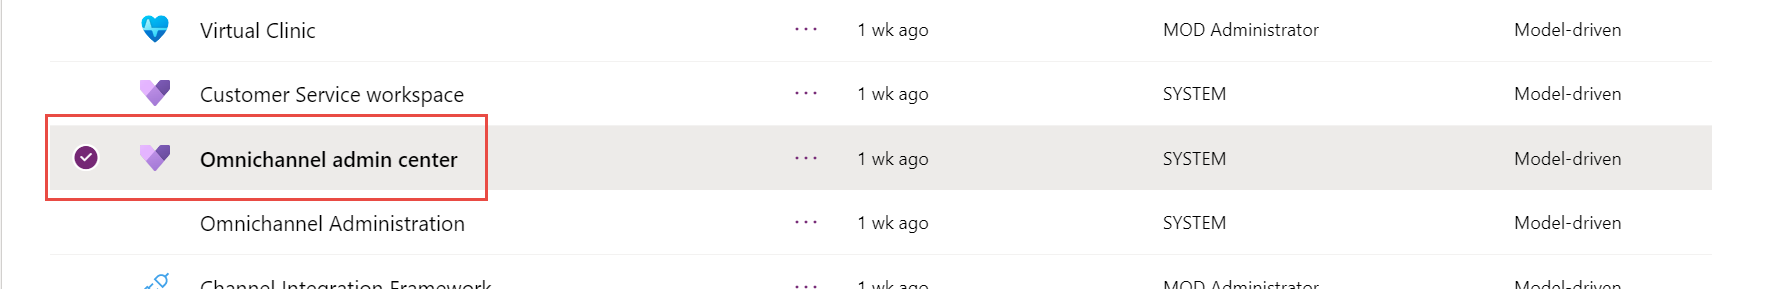 Virtual Clinic ... 1 wk ago MOD Administrator Model-driven
Customer Service workspace ... 1 wk ago SYSTEM Model-driven
Omnichannel admin center ... 1 wk ago SYSTEM Model-driven
Omnichannel Administration ... 1 wk ago SYSTEM Model-driven
Channel Integration Framework ... 1 wk ago MOD Administrator Model-driven